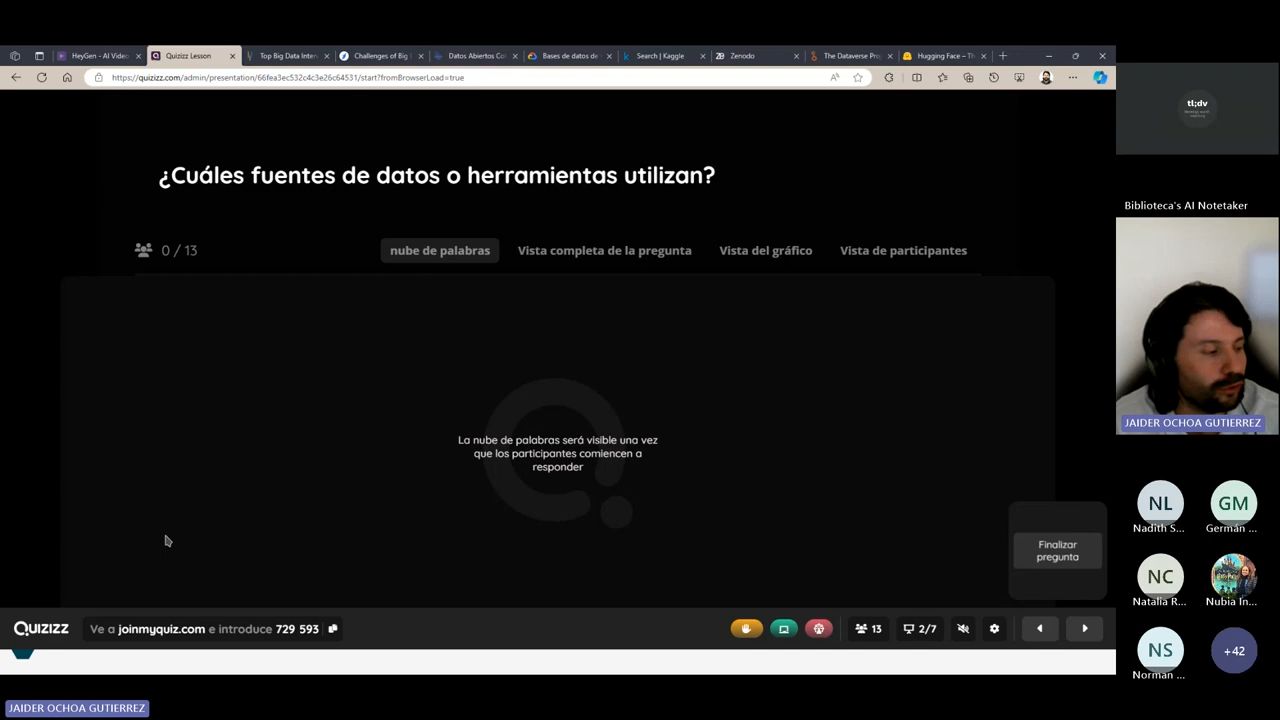 HeyGen - AI Video
Quizizz Lesson
Top Big Data Inter
Challenges of Big
Datos Abiertos Co
Bases de datos de
Search | Kaggle
Zenodo
The Dataverse Pro
Hugging Face – Th
https://quizizz.com/admin/presentation/66fea3ec532c4c3e26c64531/start?fromBrowserLoad=true
¿Cuáles fuentes de datos o herramientas utilizan?
0 / 13
nube de palabras
Vista completa de la pregunta
Vista del gráfico
Vista de participantes
La nube de palabras será visible una vez
que los participantes comiencen a
responder
Finalizar
pregunta
QUIZIZZ
Ve a joinmyquiz.com e introduce 729 593
13
2/7
JAIDER OCHOA GUTIERREZ
tl;dv
Biblioteca's AI Notetaker
JAIDER OCHOA GUTIERREZ
NL
Nadith S...
GM
Germán ...
NC
Natalia R...
Nubia In...
NS
Norman ...
+42